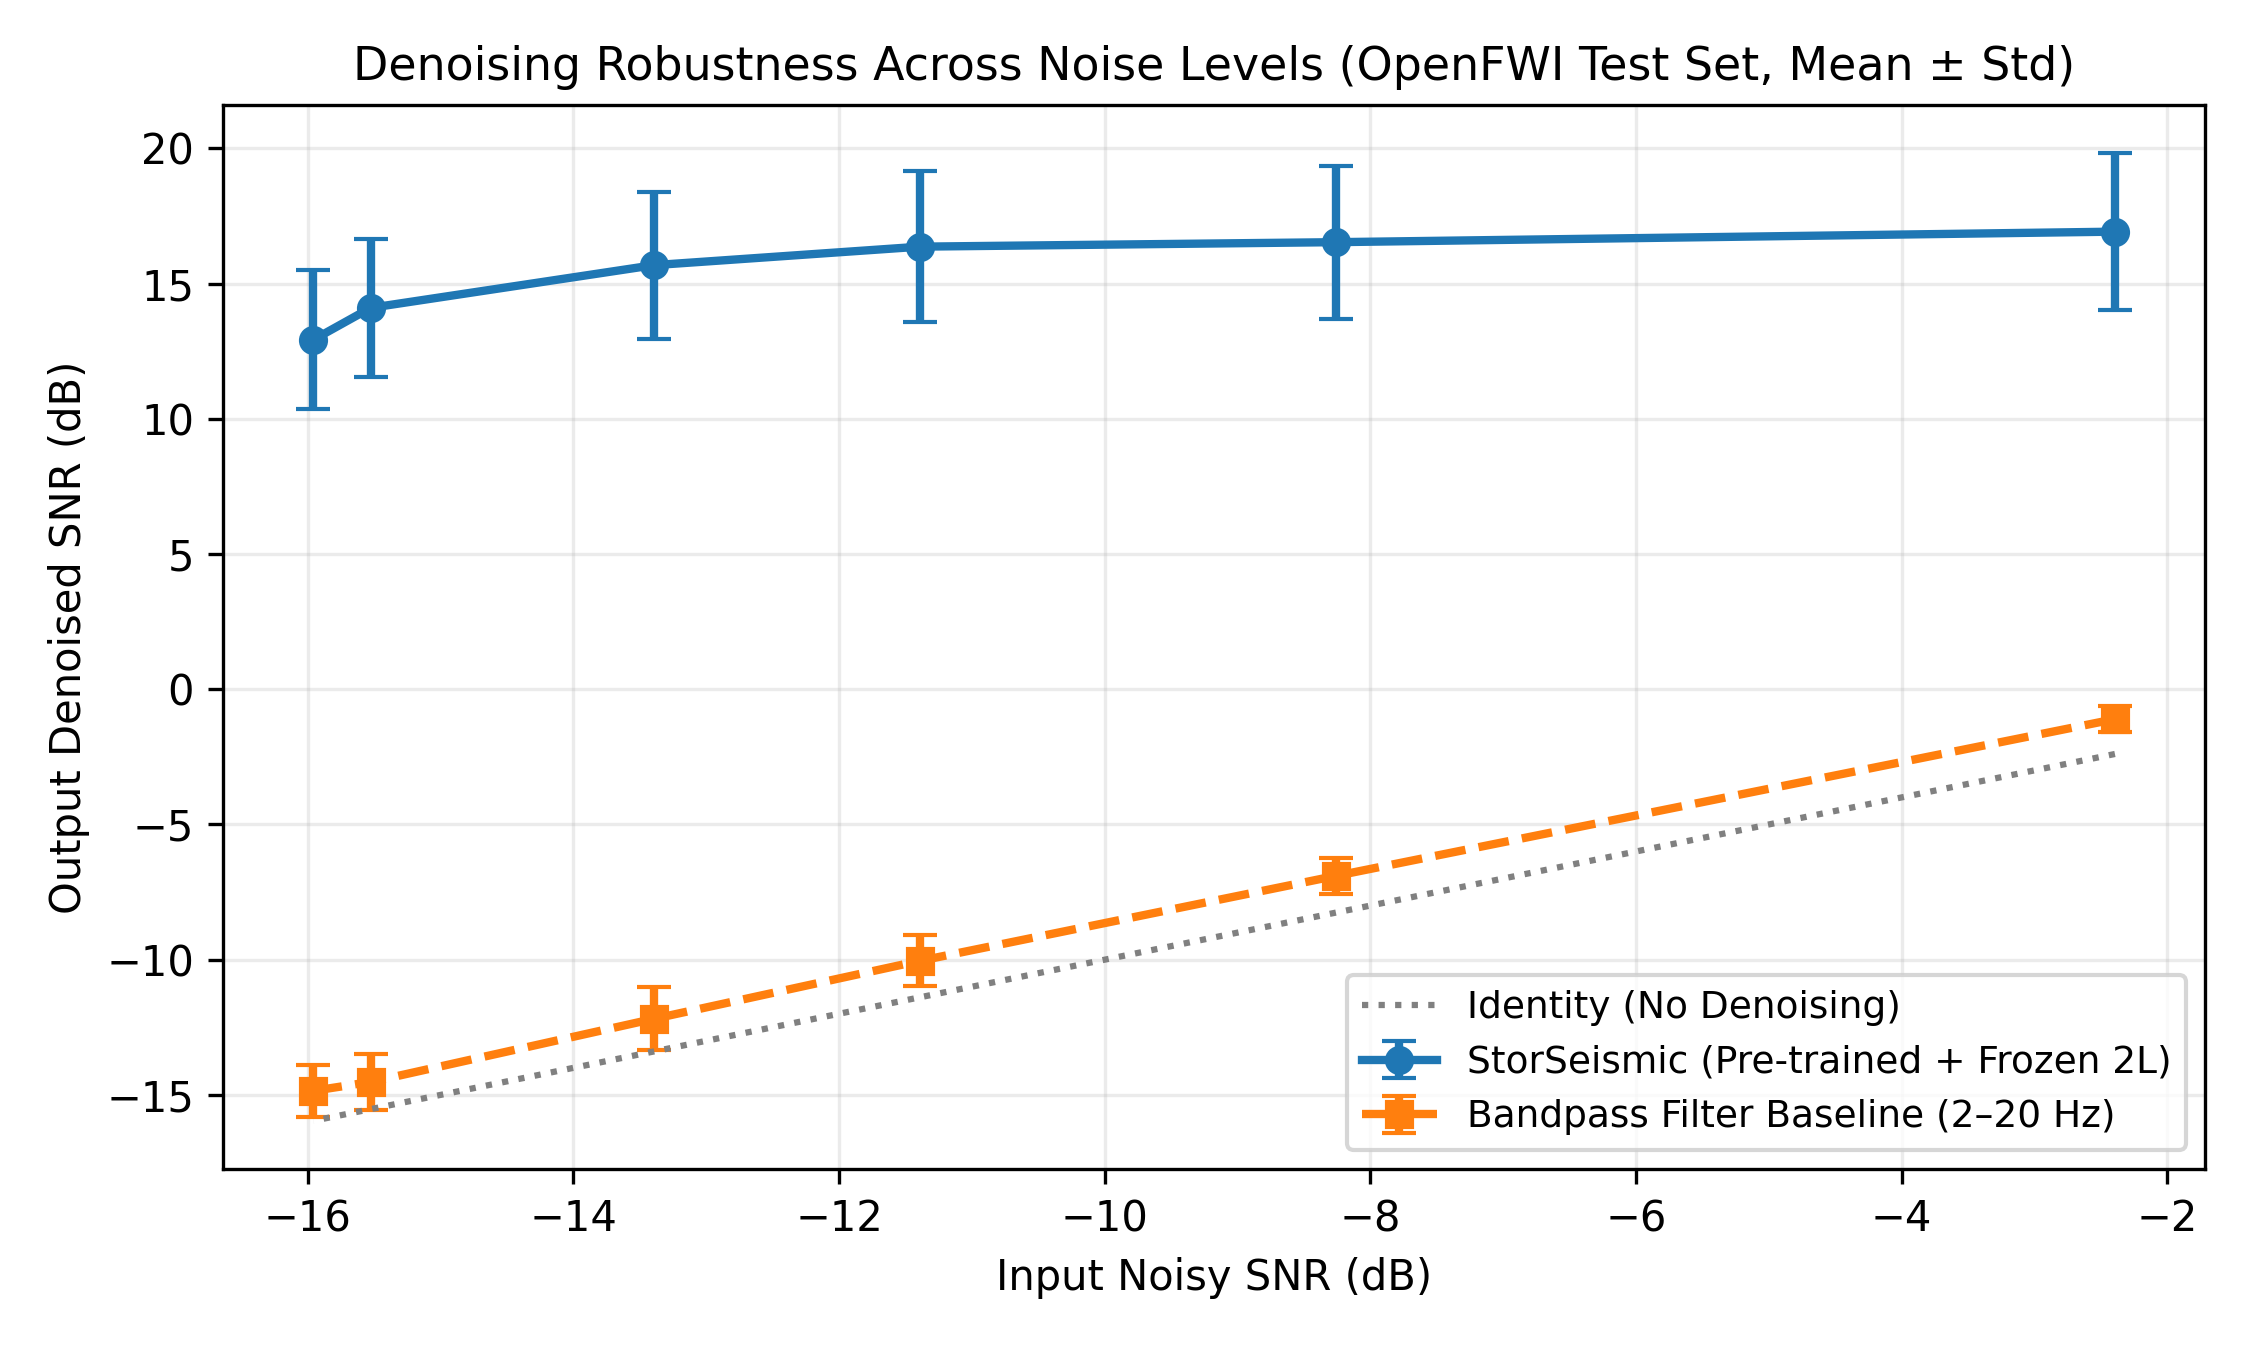 Denoising Robustness Across Noise Levels (OpenFWI Test Set, Mean ± Std)
Output Denoised SNR (dB)
20
15
10
5
0
−5
−10
−15
Identity (No Denoising)
StorSeismic (Pre-trained + Frozen 2L)
Bandpass Filter Baseline (2–20 Hz)
−16 −14 −12 −10 −8 −6 −4 −2
Input Noisy SNR (dB)